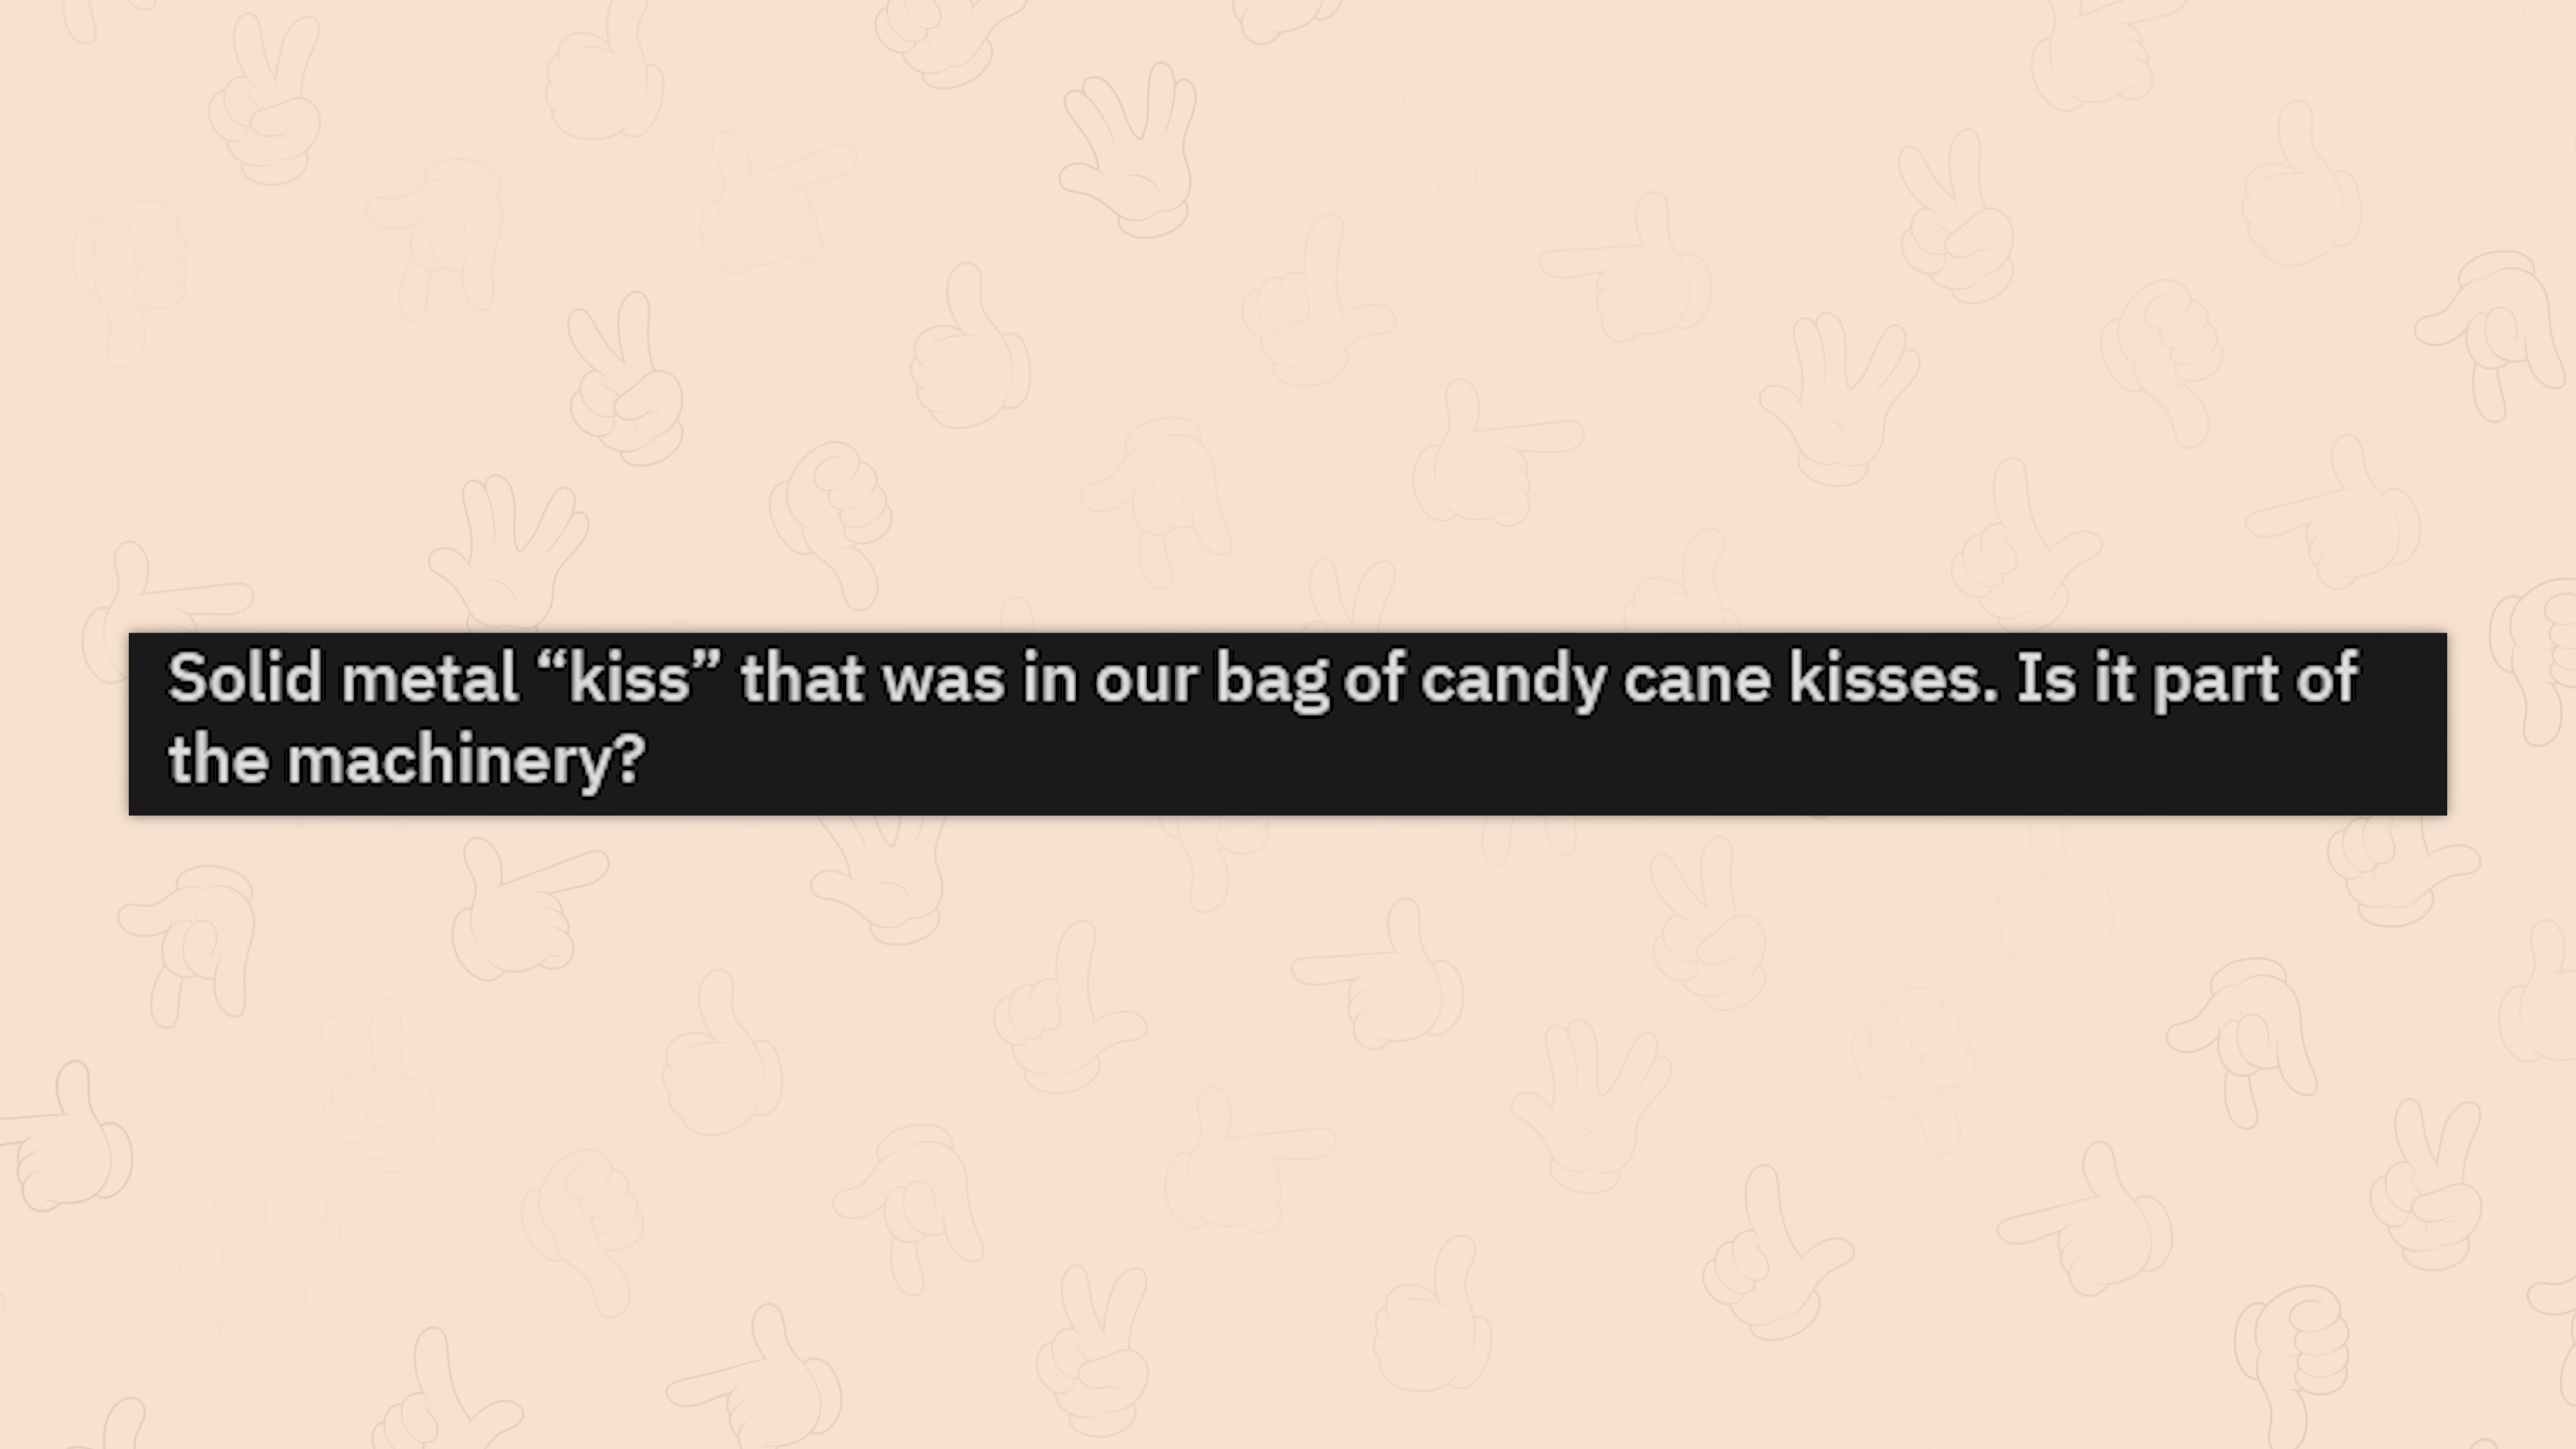 Solid metal “kiss” that was in our bag of candy cane kisses. Is it part of
the machinery?